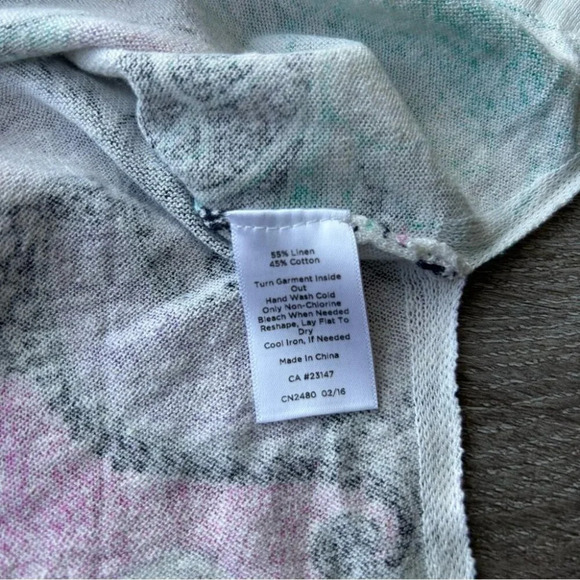 55% Linen
45% Cotton
Turn Garment Inside
Out
Hand Wash Cold
Only Non-Chlorine
Bleach When Needed
Reshape, Lay Flat To
Dry
Cool Iron, If Needed
Made In China
CA #23147
CN2480 02/16